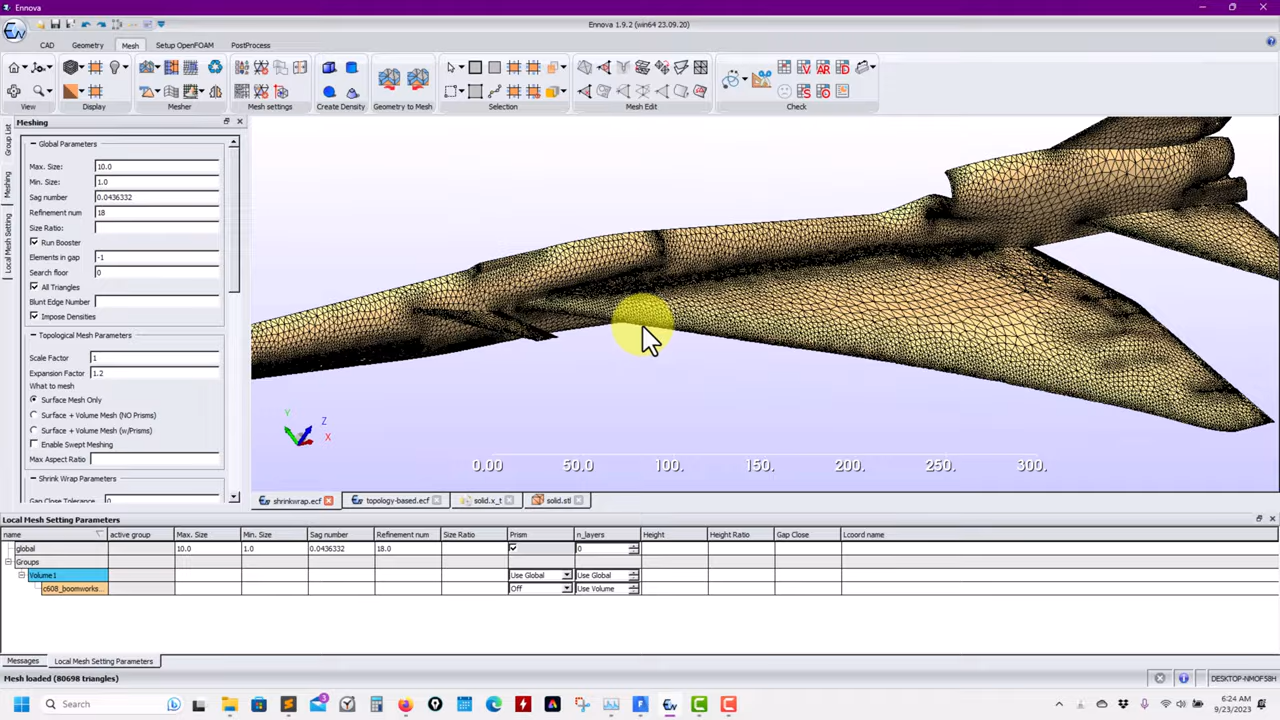 Ennova
Ennova 1.9.2 (win64 23.09.20)
CAD Geometry Mesh Setup OpenFOAM PostProcess
View Display Mesher Mesh settings Create Density Geometry to Mesh Selection Mesh Edit Check
Group List
Meshing
Local Mesh Setting
Meshing
Global Parameters
Max. Size: 10.0
Min. Size: 1.0
Sag number 0.0436332
Refinement num 18
Size Ratio:
Run Booster
Elements in gap -1
Search floor 0
All Triangles
Blunt Edge Number
Impose Densities
Topological Mesh Parameters
Scale Factor 1
Expansion Factor 1.2
What to mesh
Surface Mesh Only
Surface + Volume Mesh (NO Prisms)
Surface + Volume Mesh (w/Prisms)
Enable Swept Meshing
Max Aspect Ratio
Shrink Wrap Parameters
Gap Close Tolerance 0
Y Z X
0.00 50.0 100. 150. 200. 250. 300.
shrinkwrap.ecf topology-based.ecf solid.x_t solid.stl
Local Mesh Setting Parameters
name active group Max. Size Min. Size Sag number Refinement num Size Ratio Prism n_layers Height Height Ratio Gap Close Lcoord name
global 10.0 1.0 0.0436332 18.0 0
Groups
Volume1 Use Global Use Global
c608_boomworks... Off Use Volume
Messages Local Mesh Setting Parameters
Mesh loaded (80698 triangles)
DESKTOP-NMOF58H
Search
3
6:24 AM
9/23/2023